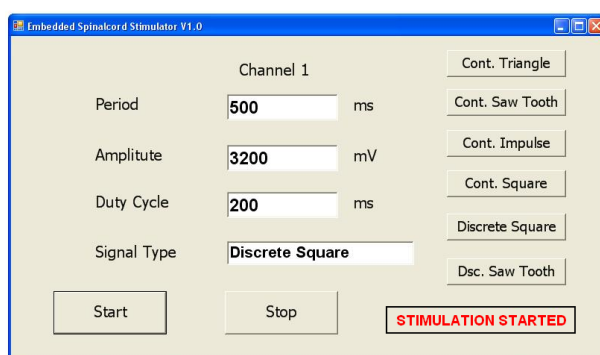 Embedded Spinalcord Stimulator V1.0
Channel 1
Period 500 ms
Amplitute 3200 mV
Duty Cycle 200 ms
Signal Type Discrete Square
Cont. Triangle
Cont. Saw Tooth
Cont. Impulse
Cont. Square
Discrete Square
Dsc. Saw Tooth
Start Stop
STIMULATION STARTED